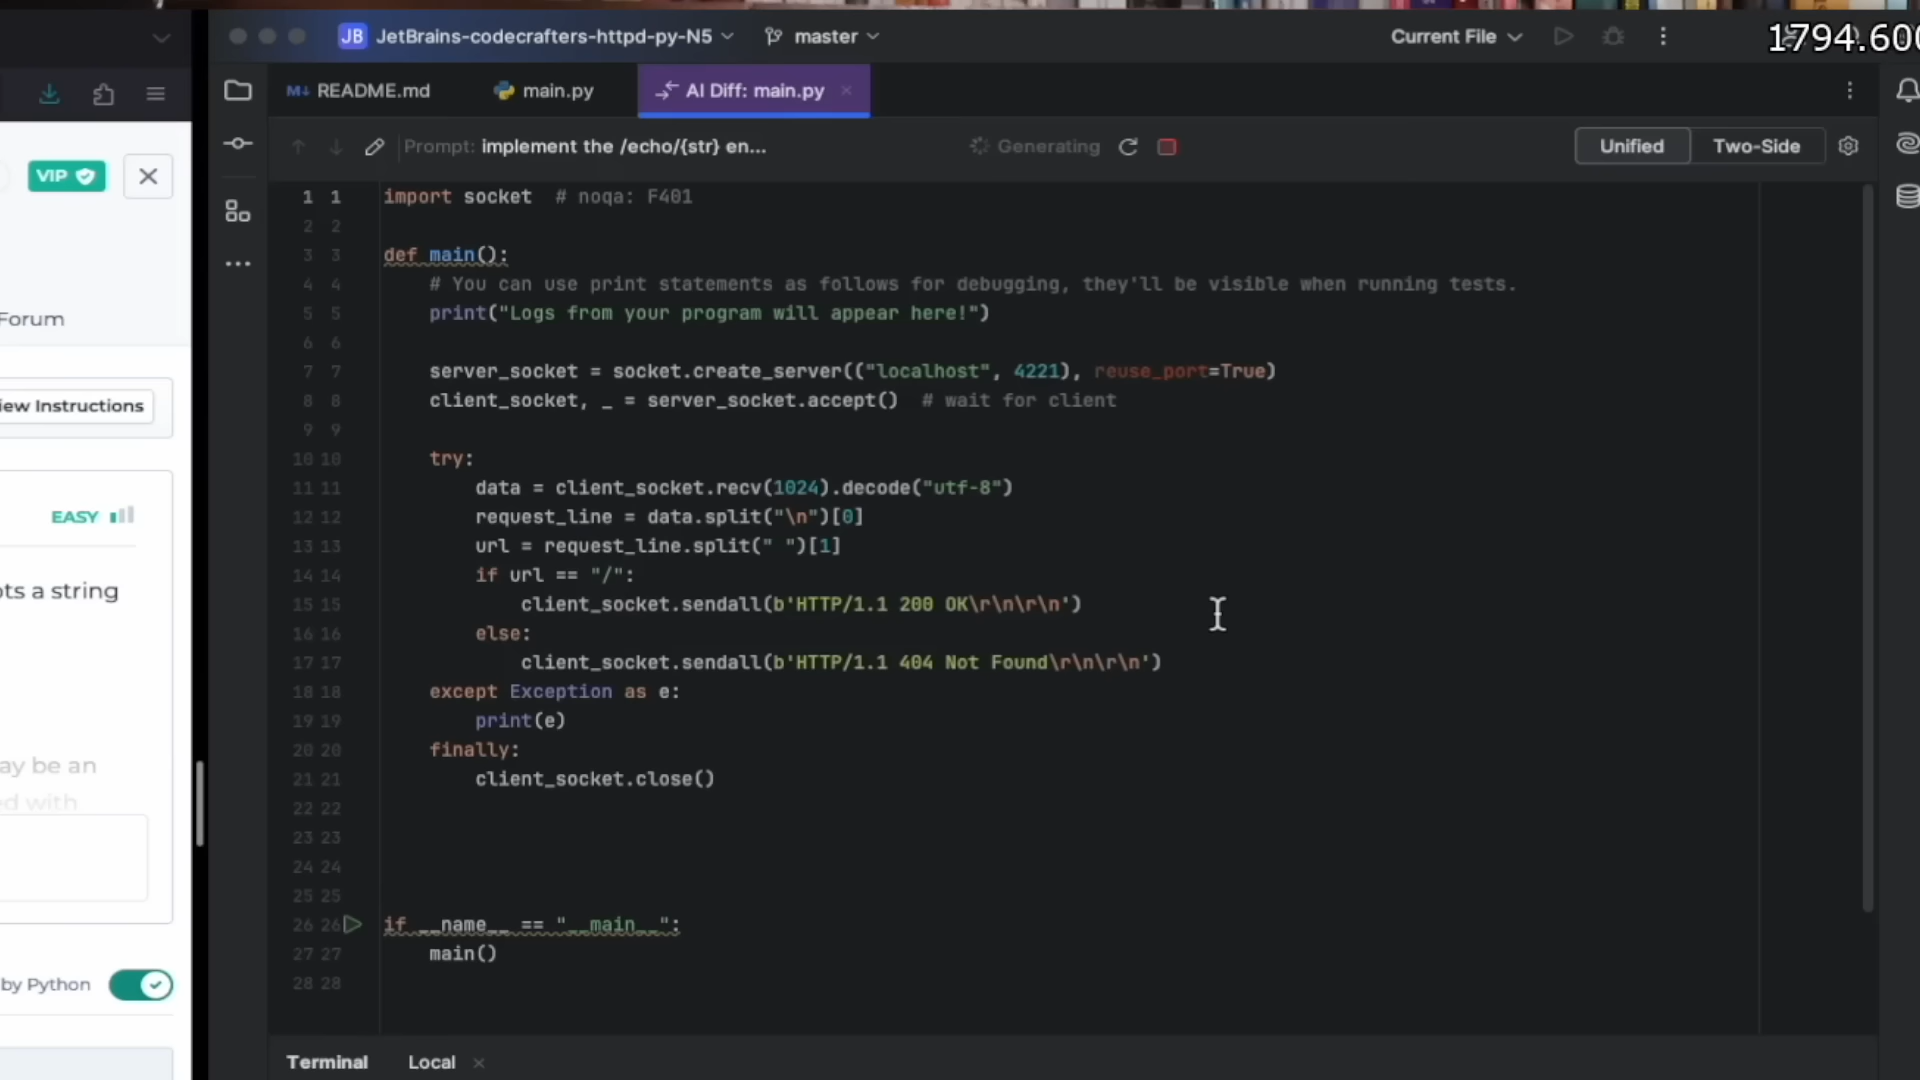 JB JetBrains-codecrafters-httpd-py-N5
master
Current File
1794.600
README.md
main.py
AI Diff: main.py
Prompt: implement the /echo/{str} en...
Generating
Unified
Two-Side
VIP
Forum
iew Instructions
EASY
ots a string
ay be an
ed with
by Python
1 1 import socket  # noqa: F401
2 2
3 3 def main():
4 4     # You can use print statements as follows for debugging, they'll be visible when running tests.
5 5     print("Logs from your program will appear here!")
6 6
7 7     server_socket = socket.create_server(("localhost", 4221), reuse_port=True)
8 8     client_socket, _ = server_socket.accept()  # wait for client
9 9
10 10     try:
11 11         data = client_socket.recv(1024).decode("utf-8")
12 12         request_line = data.split("\n")[0]
13 13         url = request_line.split(" ")[1]
14 14         if url == "/":
15 15             client_socket.sendall(b'HTTP/1.1 200 OK\r\n\r\n')
16 16         else:
17 17             client_socket.sendall(b'HTTP/1.1 404 Not Found\r\n\r\n')
18 18     except Exception as e:
19 19         print(e)
20 20     finally:
21 21         client_socket.close()
22 22
23 23
24 24
25 25
26 26 if __name__ == "__main__":
27 27     main()
28 28
Terminal
Local